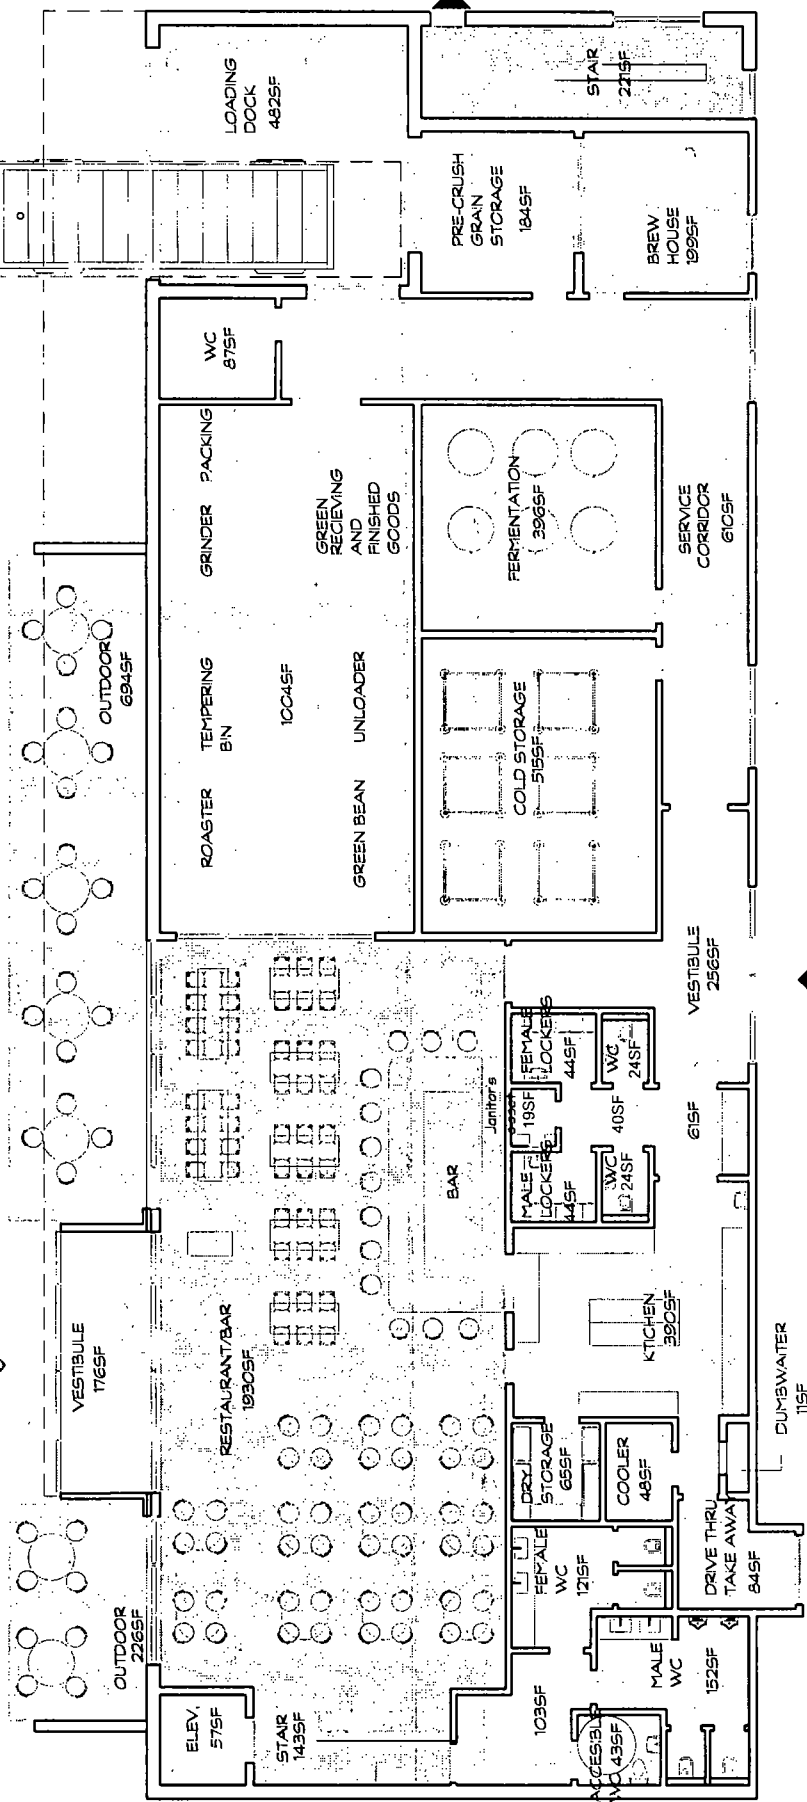 LOADING
DOCK
482SF
STAIR
221SF
PRE-CRUSH
GRAIN
STORAGE
184SF
BREW
HOUSE
199SF
WC
87SF
GRINDER PACKING
GREEN
RECIEVING
AND
FINISHED
GOODS
FERMENTATION
396SF
SERVICE
CORRIDOR
610SF
OUTDOOR
694SF
ROASTER TEMPERING
BIN
1004SF
GREEN BEAN UNLOADER
COLD STORAGE
515SF
VESTIBULE
256SF
FEMALE
LOCKERS
44SF
WC
24SF
Janitor's
closet
19SF
40SF
61SF
MALE
LOCKERS
44SF
WC
24SF
BAR
VESTIBULE
176SF
RESTAURANT/BAR
1930SF
KTICHEN
390SF
DUMBWAITER
11SF
DRY
STORAGE
65SF
COOLER
48SF
FEMALE
WC
121SF
DRIVE THRU
TAKE AWAY
84SF
OUTDOOR
226SF
MALE
WC
152SF
ELEV.
57SF
STAIR
143SF
103SF
ACCESIBLE
43SF